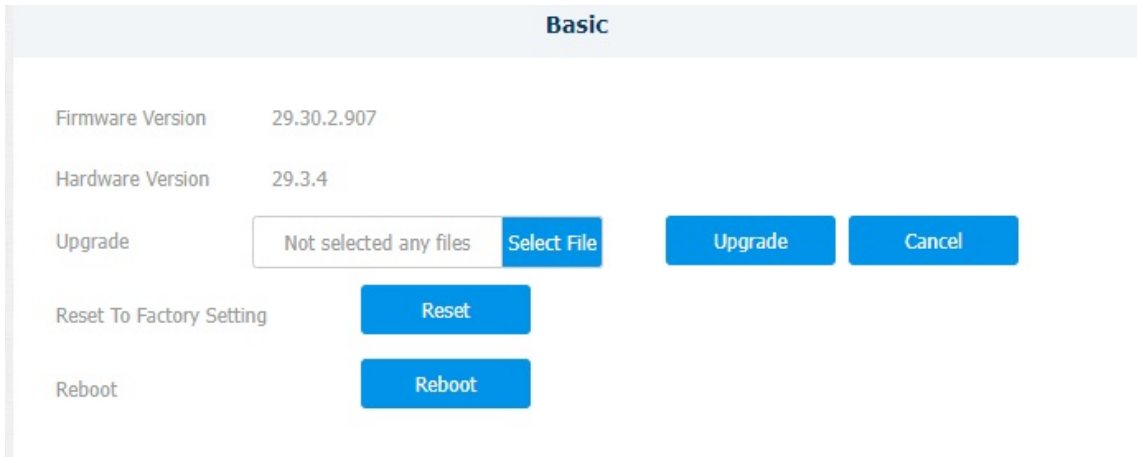 Basic
Firmware Version 29.30.2.907
Hardware Version 29.3.4
Upgrade Not selected any files Select File Upgrade Cancel
Reset To Factory Setting Reset
Reboot Reboot